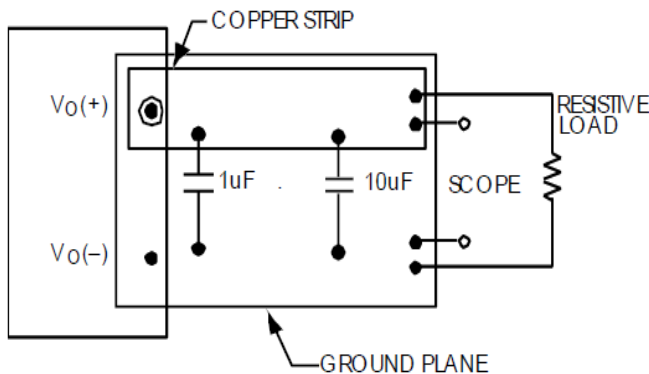 COPPER STRIP
VO(+)
RESISTIVE
LOAD
1uF
10uF
SCOPE
VO(–)
GROUND PLANE